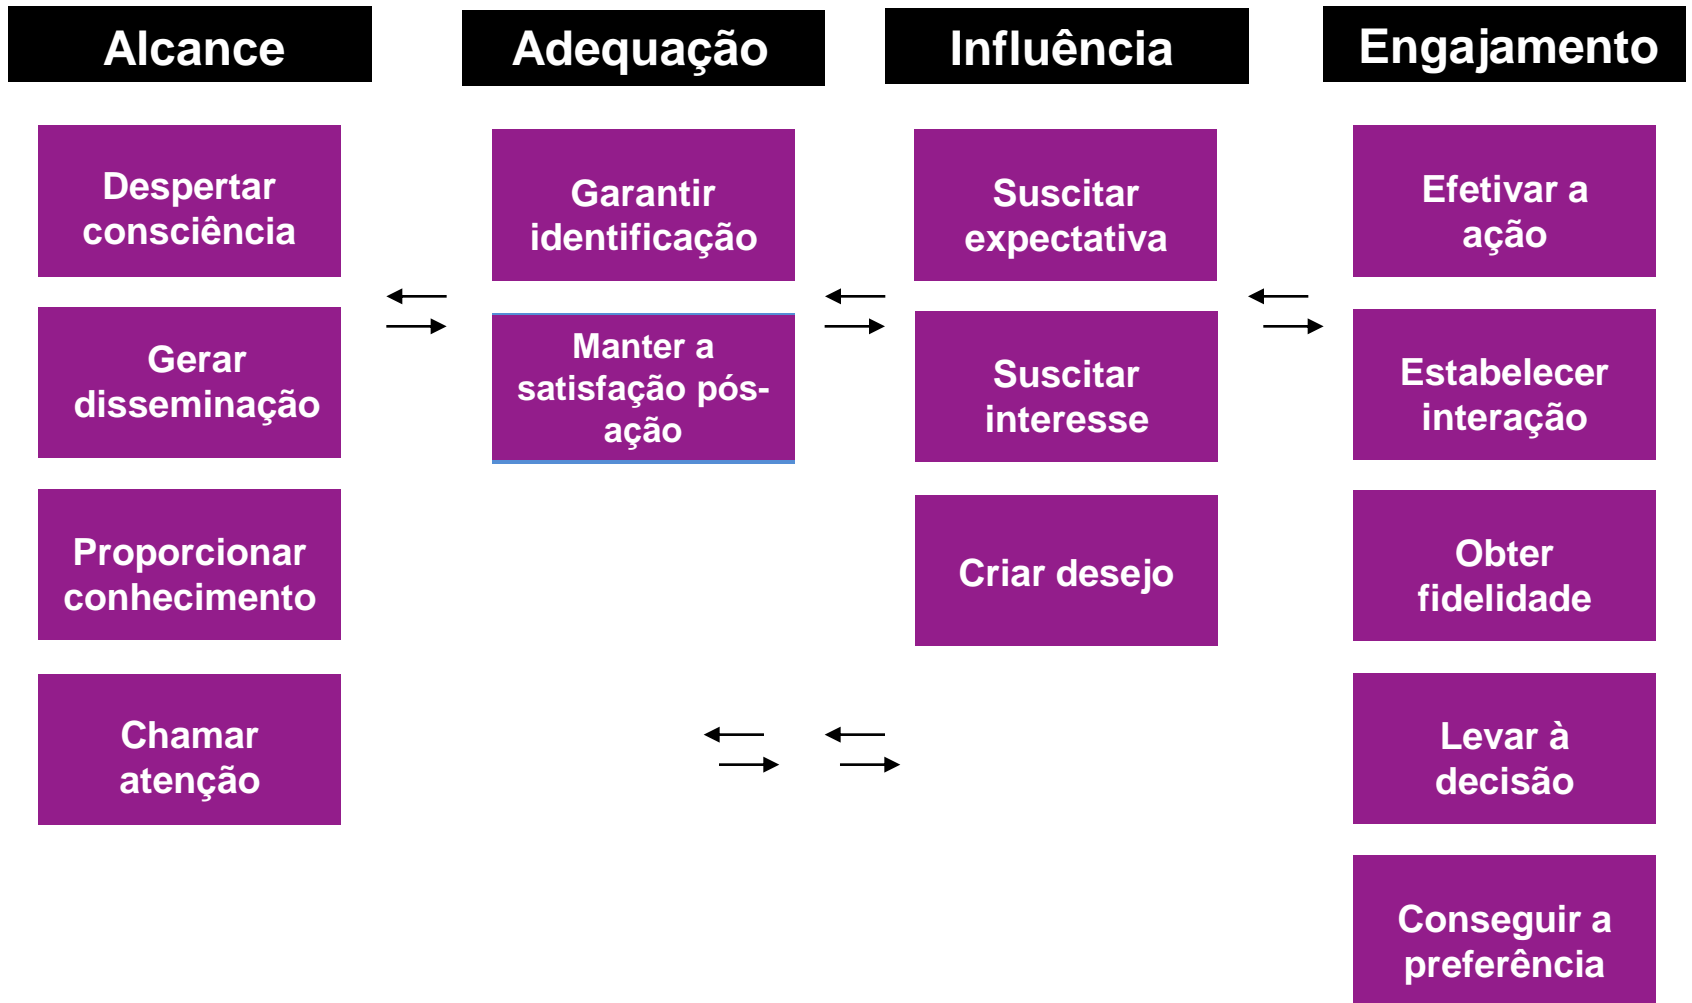 Alcance
Despertar
consciência
Gerar
disseminação
Proporcionar
conhecimento
Chamar
atenção
Adequação
Garantir
identificação
Manter a
satisfação pós-
ação
Influência
Suscitar
expectativa
Suscitar
interesse
Criar desejo
Engajamento
Efetivar a
ação
Estabelecer
interação
Obter
fidelidade
Levar à
decisão
Conseguir a
preferência